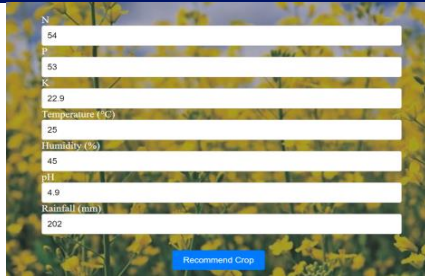 N
54
P
53
K
22.9
Temperature (°C)
25
Humidity (%)
45
pH
4.9
Rainfall (mm)
202
Recommend Crop